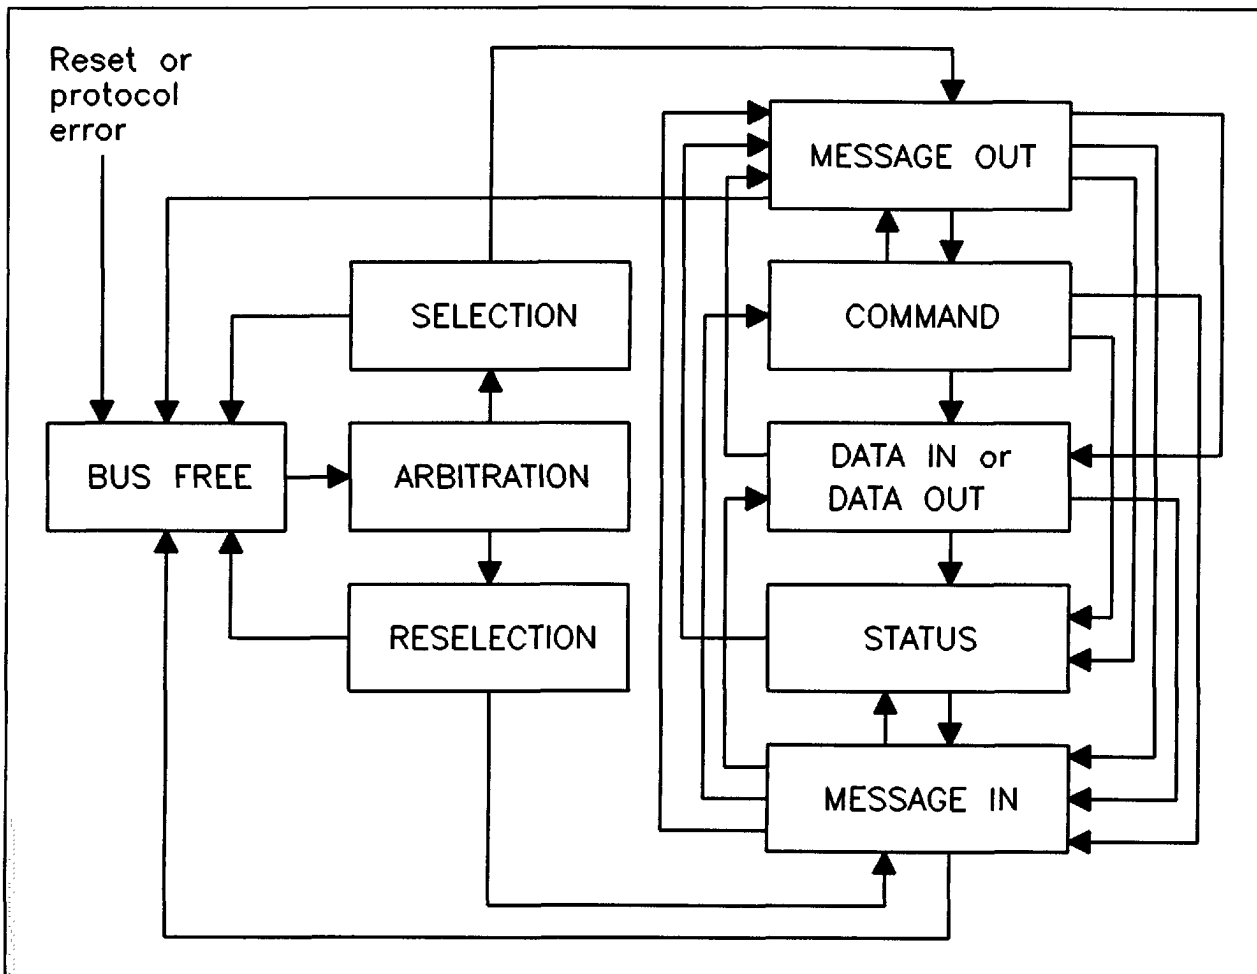 Reset or
protocol
error
MESSAGE OUT
SELECTION
COMMAND
BUS FREE
ARBITRATION
DATA IN or
DATA OUT
RESELECTION
STATUS
MESSAGE IN